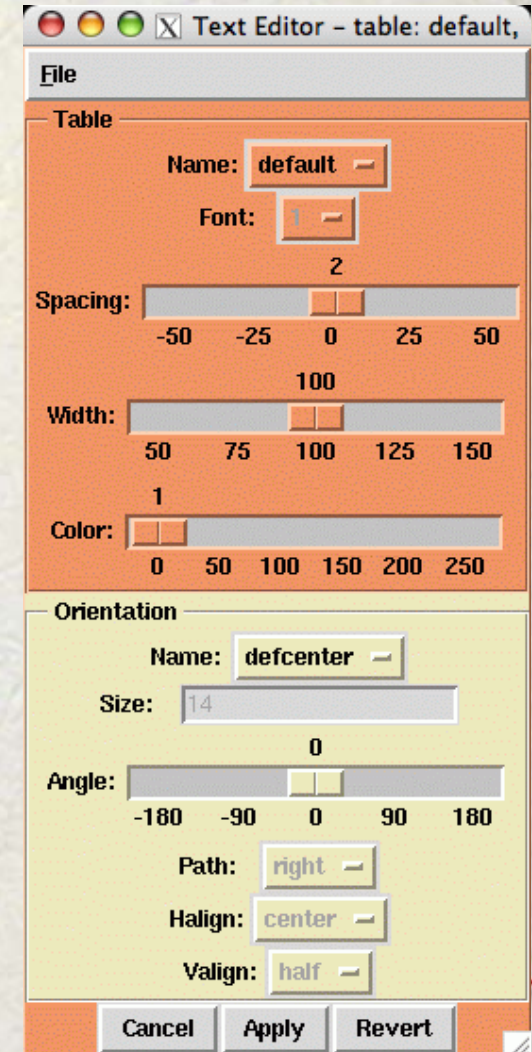 X Text Editor – table: default,
File
Table
Name: default
Font: 1
2
Spacing:
-50 -25 0 25 50
100
Width:
50 75 100 125 150
1
Color:
0 50 100 150 200 250
Orientation
Name: defcenter
Size: 14
0
Angle:
-180 -90 0 90 180
Path: right
Halign: center
Valign: half
Cancel Apply Revert